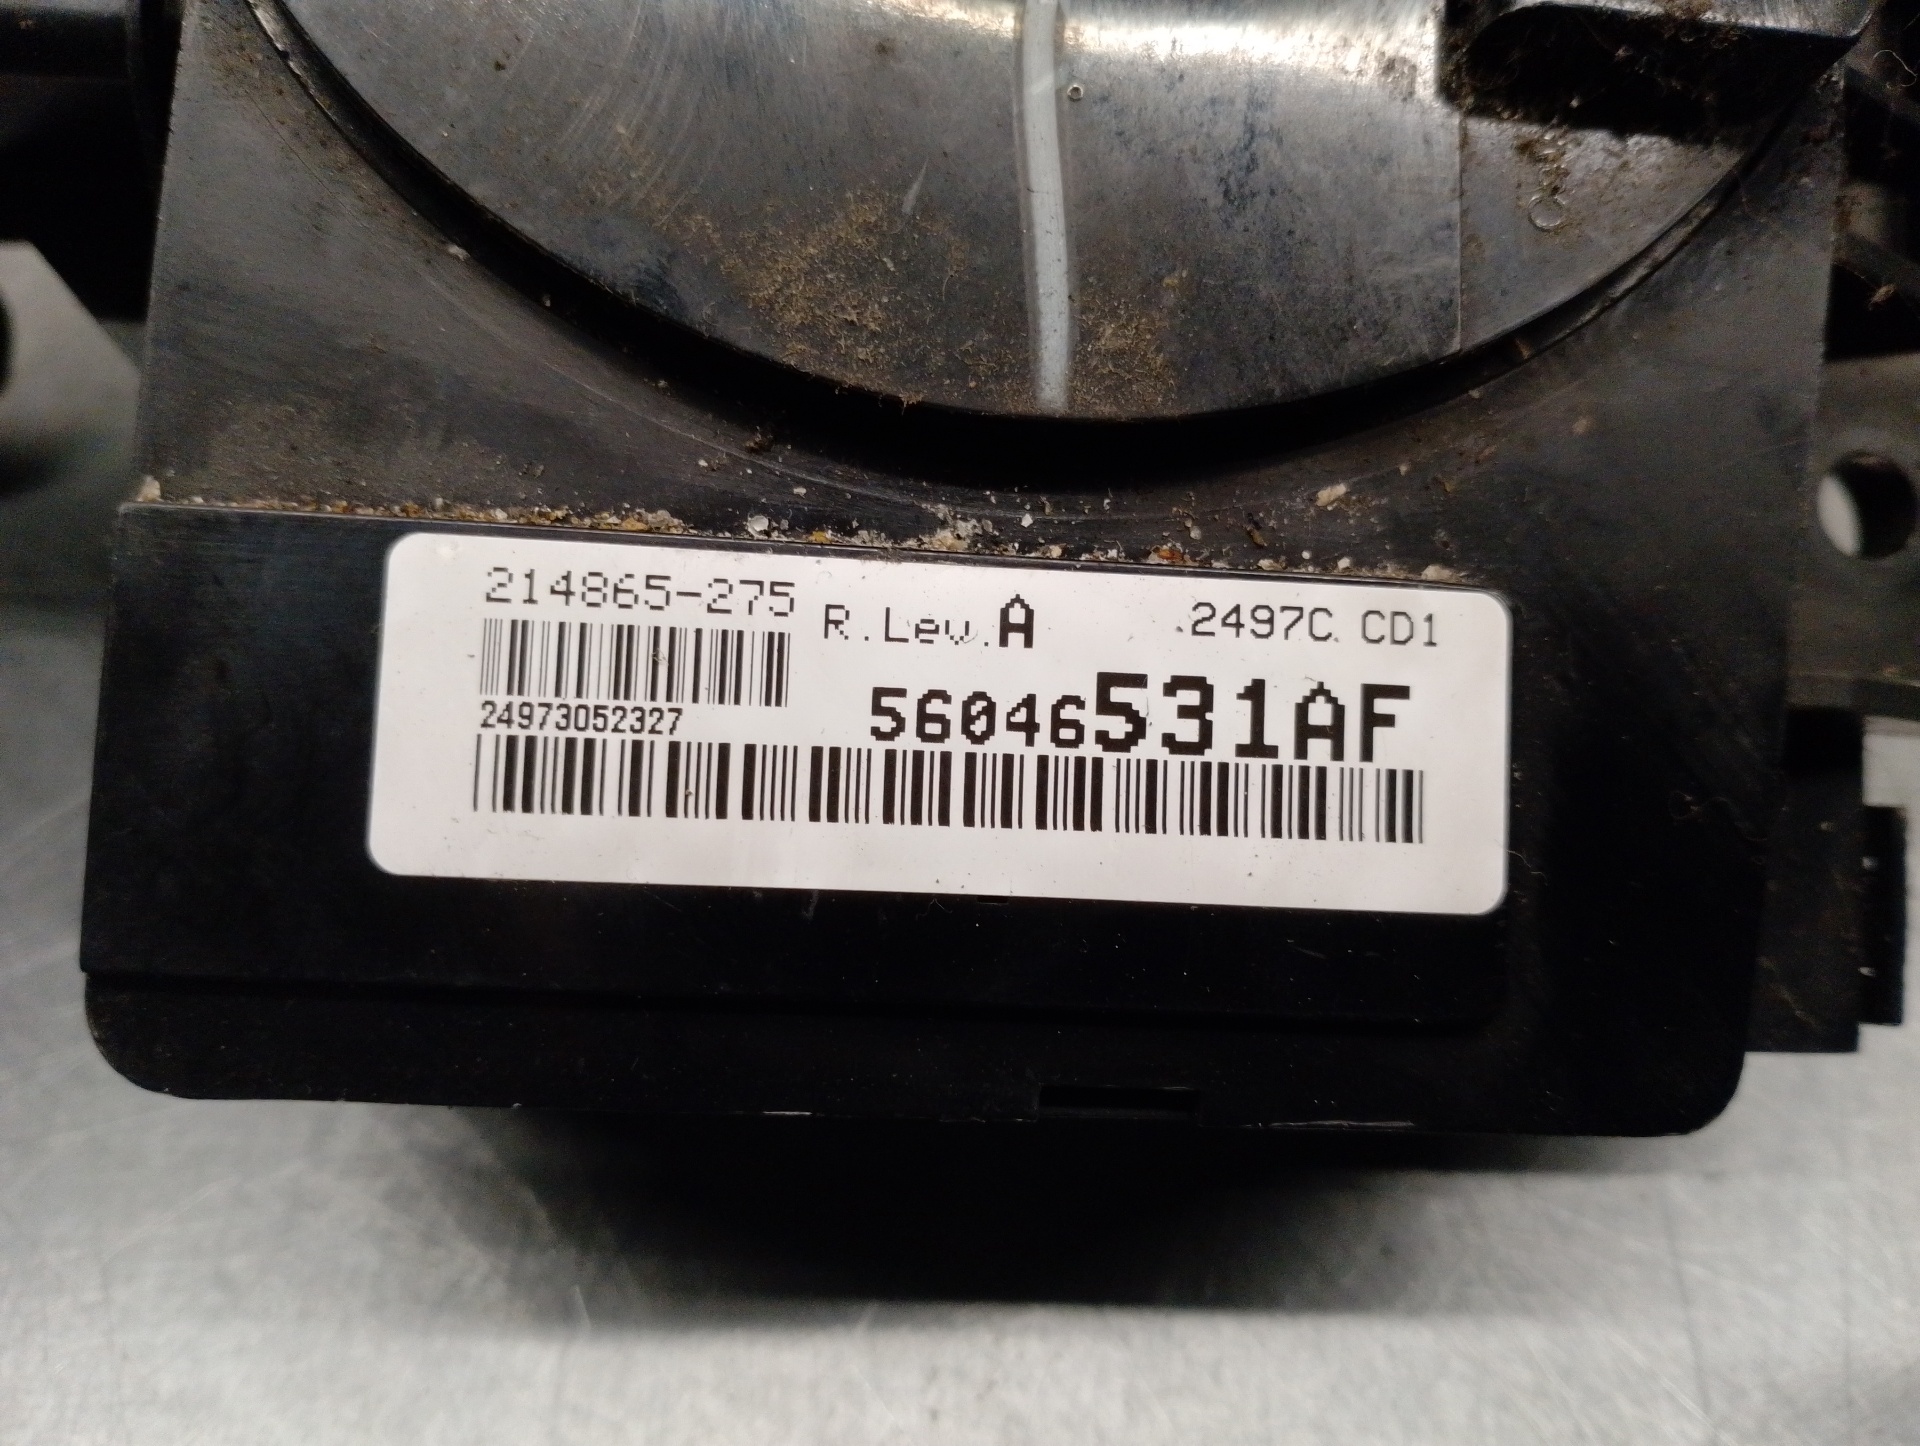 214865-275
R.Lev.A
.2497C. CD1
24973052327
56046531AF